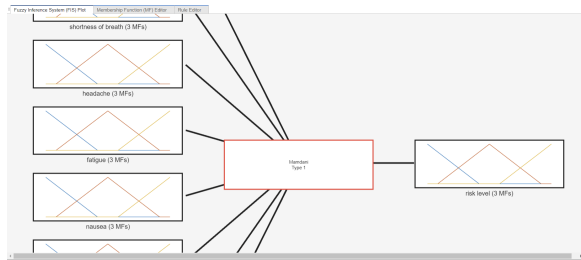 Fuzzy Inference System (FIS) Plot
Membership Function (MF) Editor
Rule Editor
shortness of breath (3 MFs)
headache (3 MFs)
fatigue (3 MFs)
Mamdani
Type 1
risk level (3 MFs)
nausea (3 MFs)